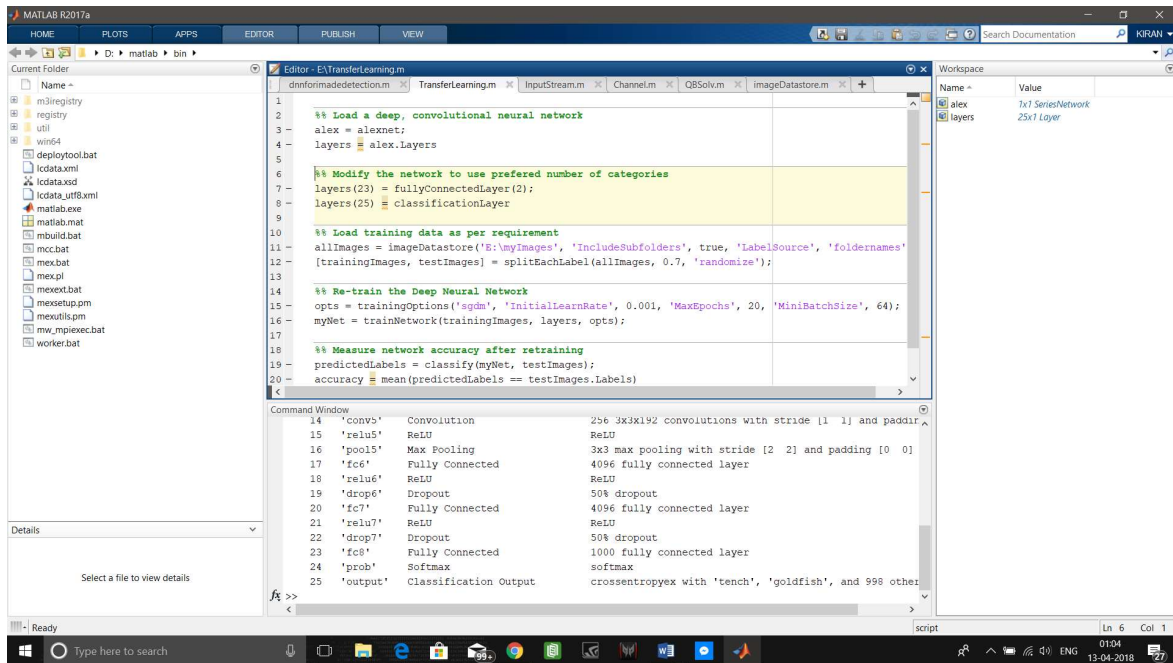 MATLAB R2017a
HOME PLOTS APPS EDITOR PUBLISH VIEW
Search Documentation
KIRAN
D: matlab bin
Current Folder
Name
m3iregistry
registry
util
win64
deploytool.bat
lcdata.xml
lcdata.xsd
lcdata_utf8.xml
matlab.exe
matlab.mat
mbuild.bat
mcc.bat
mex.bat
mex.pl
mexext.bat
mexsetup.pm
mexutils.pm
mw_mpiexec.bat
worker.bat
Details
Select a file to view details
Editor - E:\TransferLearning.m
dnnforimadedetection.m TransferLearning.m InputStream.m Channel.m QBSolv.m imageDatastore.m
1
2 %% Load a deep, convolutional neural network
3 - alex = alexnet;
4 - layers = alex.Layers
5
6 %% Modify the network to use prefered number of categories
7 - layers(23) = fullyConnectedLayer(2);
8 - layers(25) = classificationLayer
9
10 %% Load training data as per requirement
11 - allImages = imageDatastore('E:\myImages', 'IncludeSubfolders', true, 'LabelSource', 'foldernames'
12 - [trainingImages, testImages] = splitEachLabel(allImages, 0.7, 'randomize');
13
14 %% Re-train the Deep Neural Network
15 - opts = trainingOptions('sgdm', 'InitialLearnRate', 0.001, 'MaxEpochs', 20, 'MiniBatchSize', 64);
16 - myNet = trainNetwork(trainingImages, layers, opts);
17
18 %% Measure network accuracy after retraining
19 - predictedLabels = classify(myNet, testImages);
20 - accuracy = mean(predictedLabels == testImages.Labels)
Command Window
14 'conv5' Convolution 256 3x3x192 convolutions with stride [1 1] and paddin
15 'relu5' ReLU ReLU
16 'pool5' Max Pooling 3x3 max pooling with stride [2 2] and padding [0 0]
17 'fc6' Fully Connected 4096 fully connected layer
18 'relu6' ReLU ReLU
19 'drop6' Dropout 50% dropout
20 'fc7' Fully Connected 4096 fully connected layer
21 'relu7' ReLU ReLU
22 'drop7' Dropout 50% dropout
23 'fc8' Fully Connected 1000 fully connected layer
24 'prob' Softmax softmax
25 'output' Classification Output crossentropyex with 'tench', 'goldfish', and 998 other
fx >>
Workspace
Name Value
alex 1x1 SeriesNetwork
layers 25x1 Layer
Ready
script Ln 6 Col 1
Type here to search
99+
ENG
01:04
13-04-2018
27